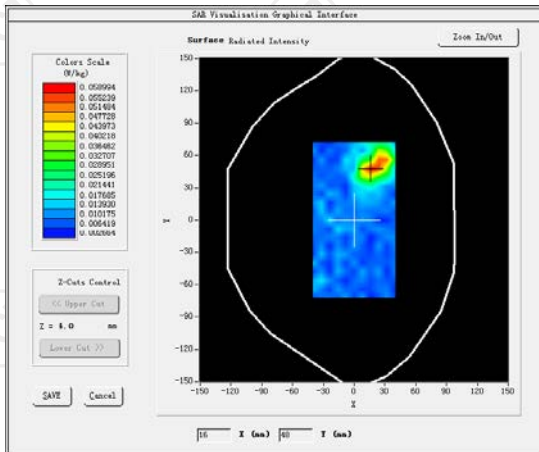 SAR Visualisation Graphical Interface
Surface Radiated Intensity
Zoom In/Out
Colors Scale
(W/kg)
0.058994
0.055239
0.051484
0.047728
0.043973
0.040218
0.036462
0.032707
0.028951
0.025196
0.021441
0.017685
0.013930
0.010175
0.006419
0.002664
150
120
90
60
30
0
-30
-60
-90
-120
-150
Y
-150 -120 -90 -60 -30 0 30 60 90 120 150
X
Z-Cuts Control
<< Upper Cut
Z = 4.0 mm
Lower Cut >>
SAVE Cancel
16 X (mm) 48 Y (mm)